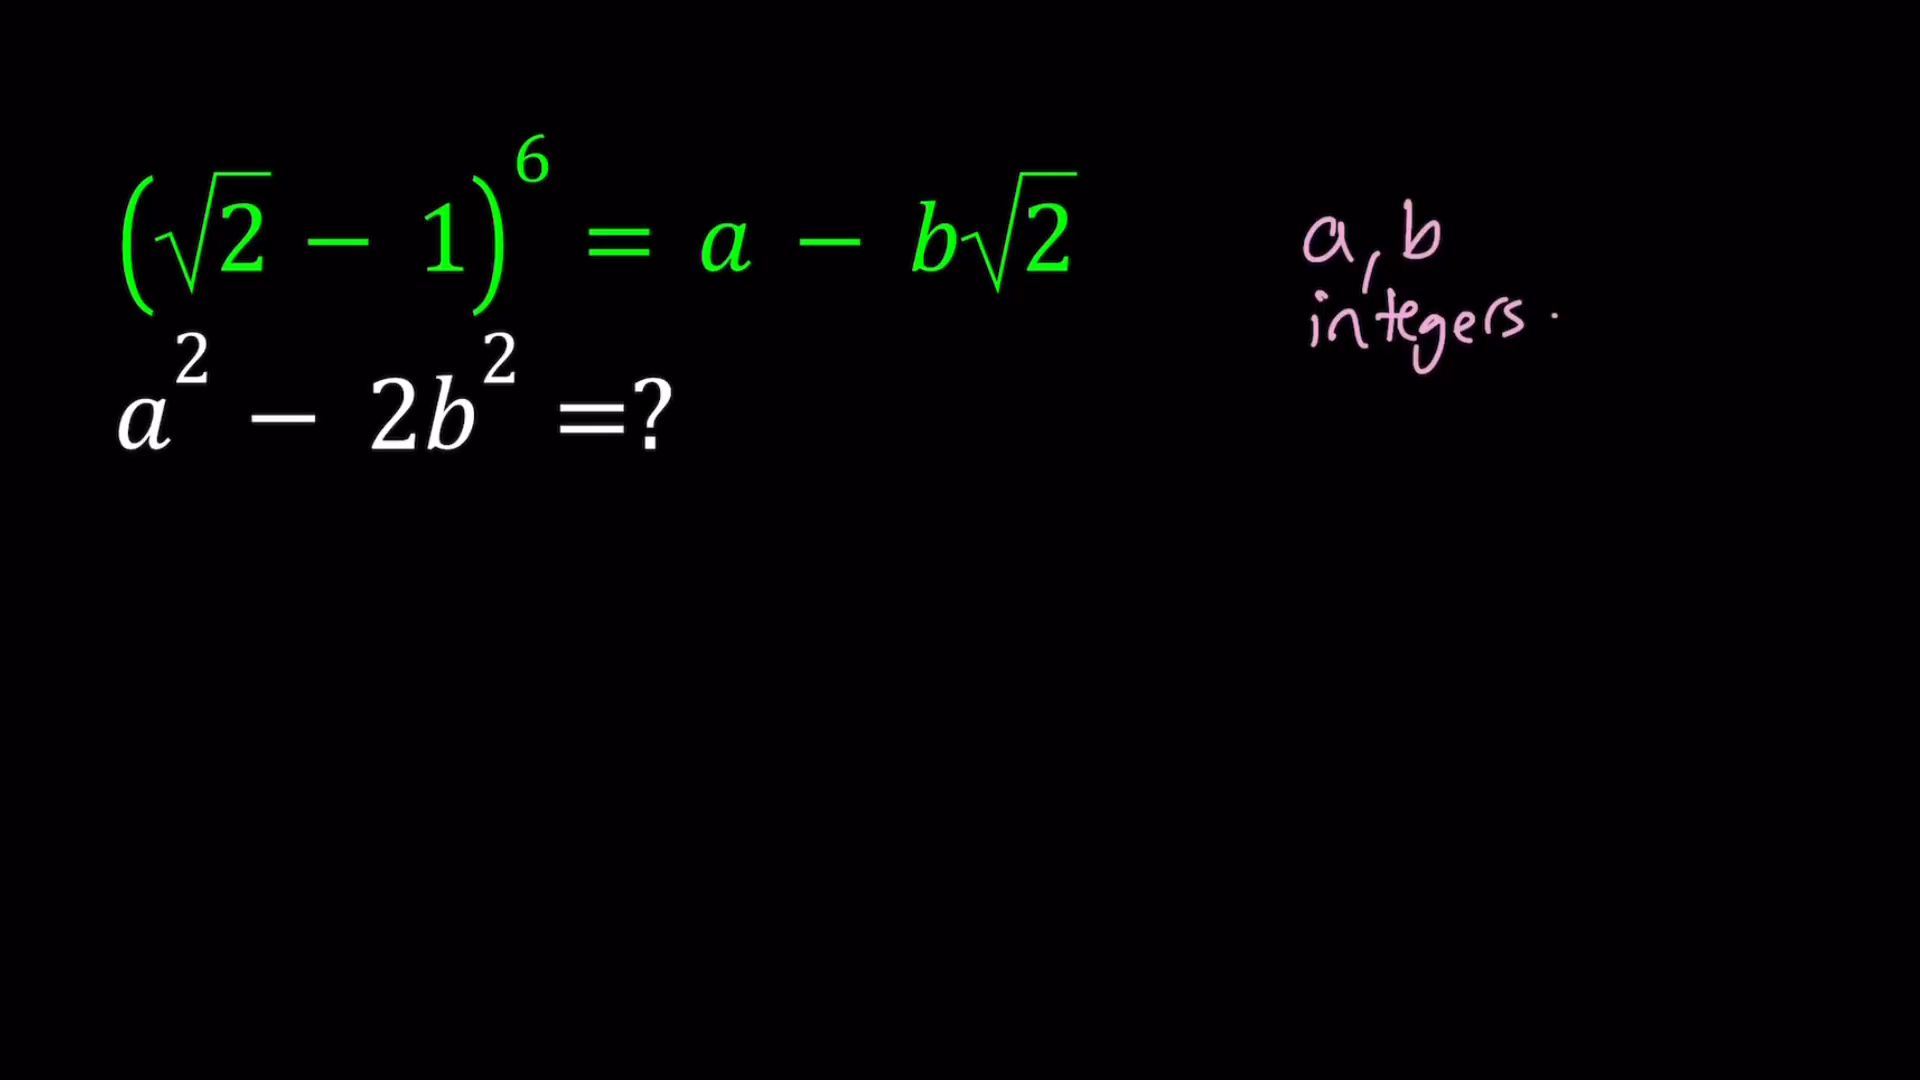 (√2 − 1)⁶ = a − b√2
a, b
integers.
a² − 2b² =?